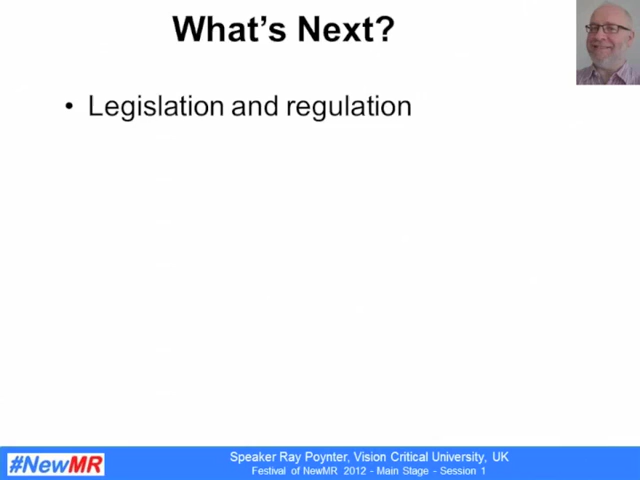 What's Next?
• Legislation and regulation
#NewMR
Speaker Ray Poynter, Vision Critical University, UK
Festival of NewMR 2012 - Main Stage - Session 1